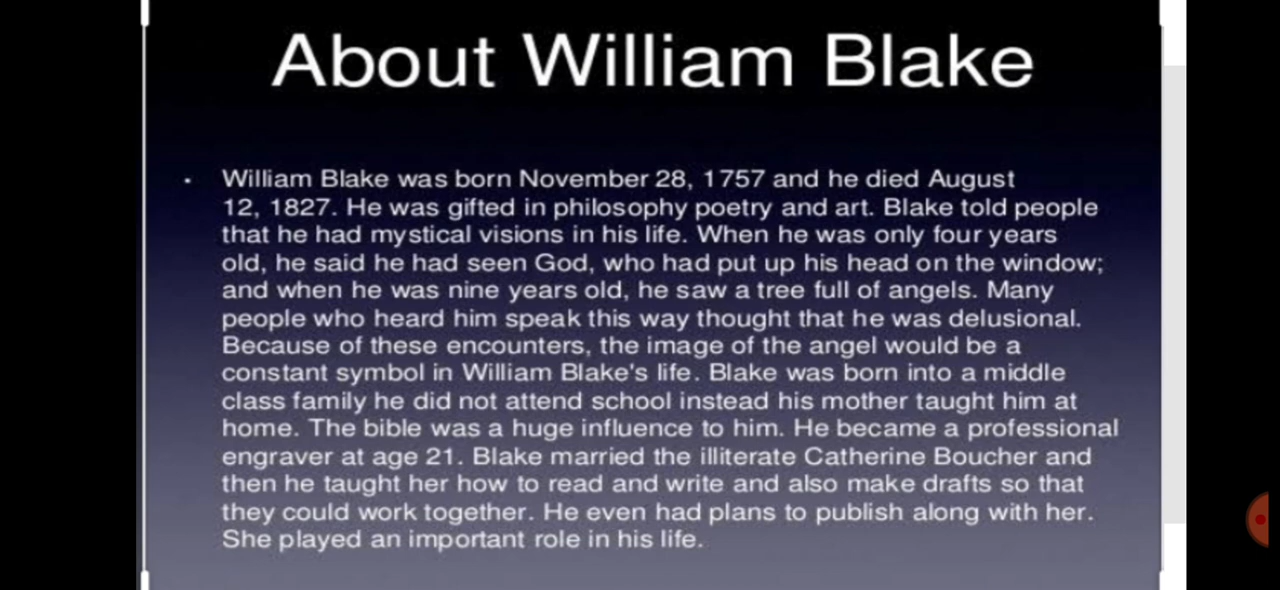 About William Blake
• William Blake was born November 28, 1757 and he died August
12, 1827. He was gifted in philosophy poetry and art. Blake told people
that he had mystical visions in his life. When he was only four years
old, he said he had seen God, who had put up his head on the window;
and when he was nine years old, he saw a tree full of angels. Many
people who heard him speak this way thought that he was delusional.
Because of these encounters, the image of the angel would be a
constant symbol in William Blake's life. Blake was born into a middle
class family he did not attend school instead his mother taught him at
home. The bible was a huge influence to him. He became a professional
engraver at age 21. Blake married the illiterate Catherine Boucher and
then he taught her how to read and write and also make drafts so that
they could work together. He even had plans to publish along with her.
She played an important role in his life.